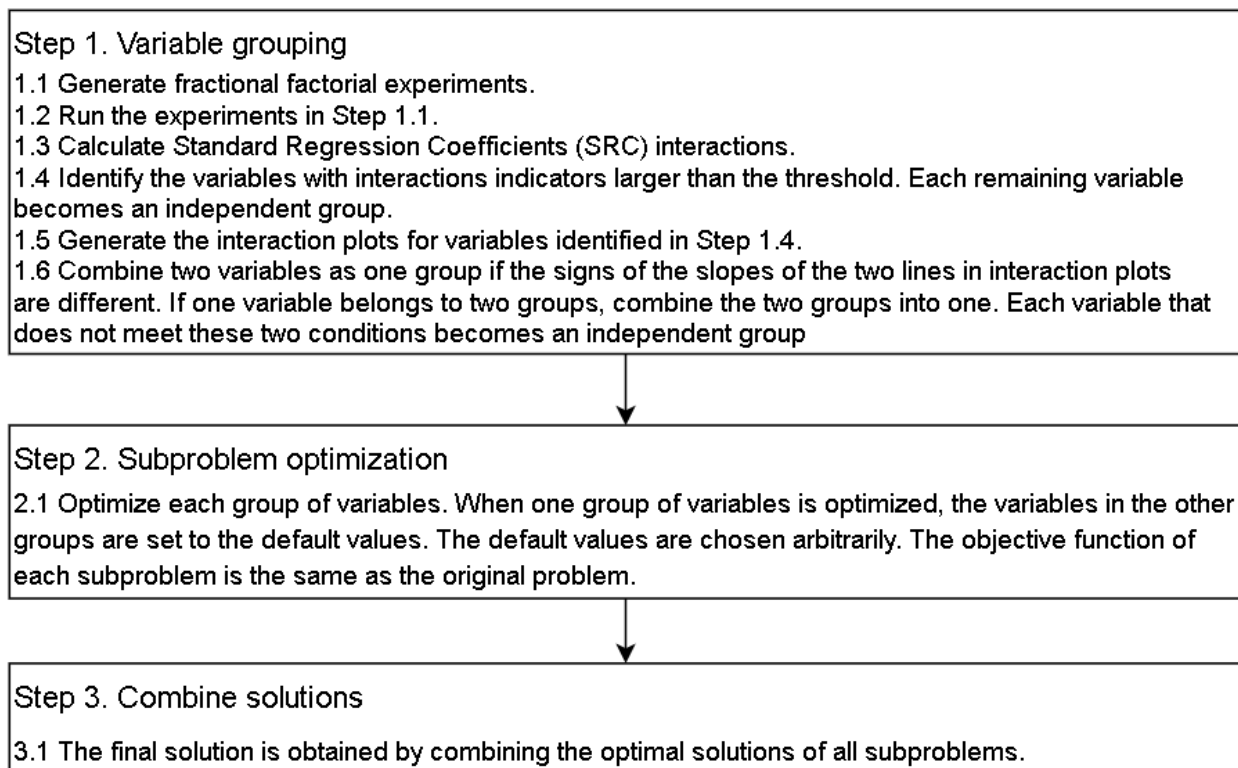 Step 1. Variable grouping
1.1 Generate fractional factorial experiments.
1.2 Run the experiments in Step 1.1.
1.3 Calculate Standard Regression Coefficients (SRC) interactions.
1.4 Identify the variables with interactions indicators larger than the threshold. Each remaining variable
becomes an independent group.
1.5 Generate the interaction plots for variables identified in Step 1.4.
1.6 Combine two variables as one group if the signs of the slopes of the two lines in interaction plots
are different. If one variable belongs to two groups, combine the two groups into one. Each variable that
does not meet these two conditions becomes an independent group
Step 2. Subproblem optimization
2.1 Optimize each group of variables. When one group of variables is optimized, the variables in the other
groups are set to the default values. The default values are chosen arbitrarily. The objective function of
each subproblem is the same as the original problem.
Step 3. Combine solutions
3.1 The final solution is obtained by combining the optimal solutions of all subproblems.